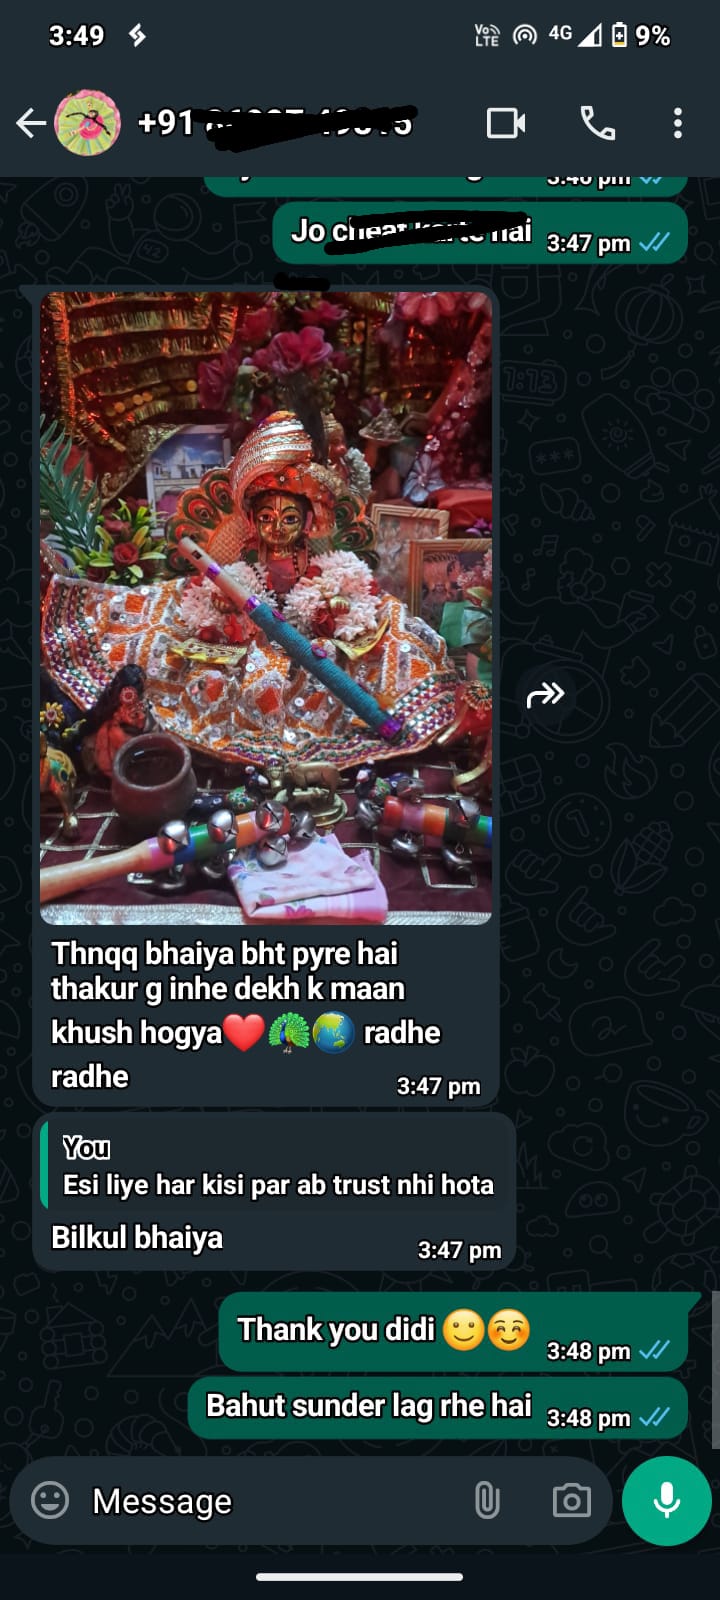 3:49
Vo
LTE
4G
9%
+91
3:46 pm
Jo hai
3:47 pm
Thnqq bhaiya bht pyre hai
thakur g inhe dekh k maan
khush hogya❤️🦚🌏 radhe
radhe
3:47 pm
You
Esi liye har kisi par ab trust nhi hota
Bilkul bhaiya
3:47 pm
Thank you didi 🙂☺️
3:48 pm
Bahut sunder lag rhe hai
3:48 pm
Message